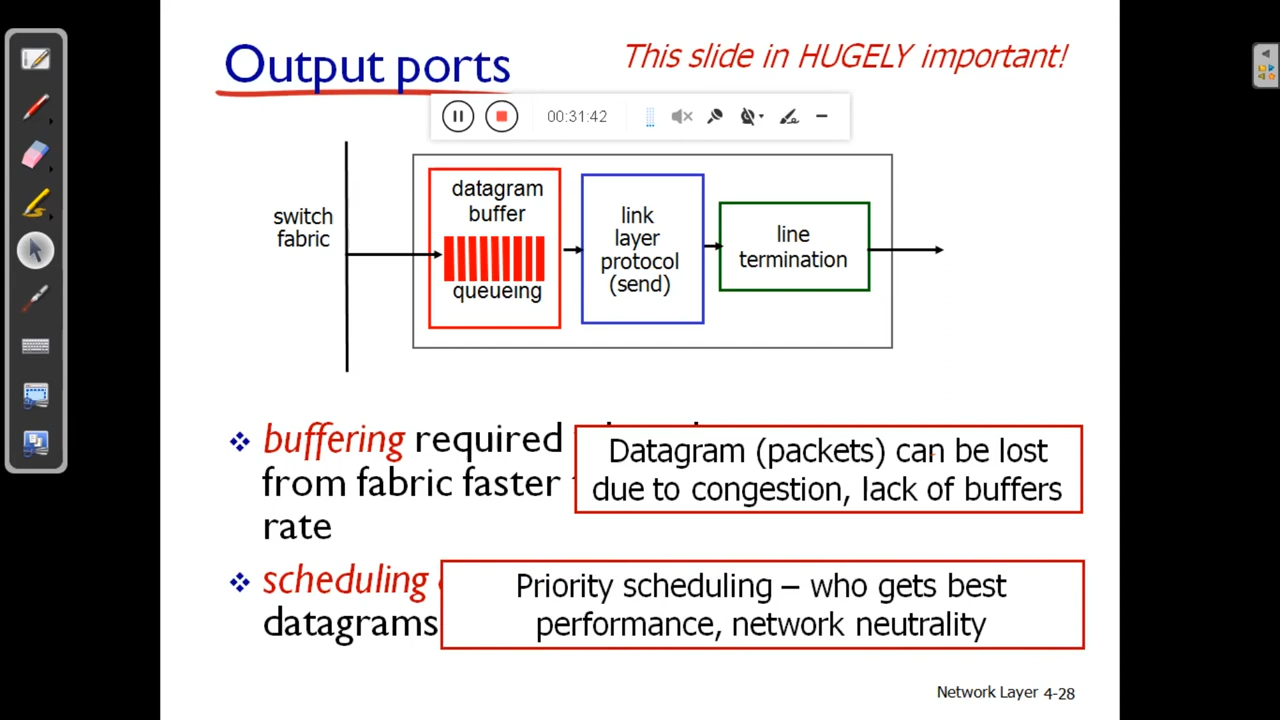 Output ports
This slide in HUGELY important!
00:31:42
switch
fabric
datagram
buffer
queueing
link
layer
protocol
(send)
line
termination
buffering required
from fabric faster
rate
Datagram (packets) can be lost
due to congestion, lack of buffers
scheduling
datagrams
Priority scheduling – who gets best
performance, network neutrality
Network Layer 4-28